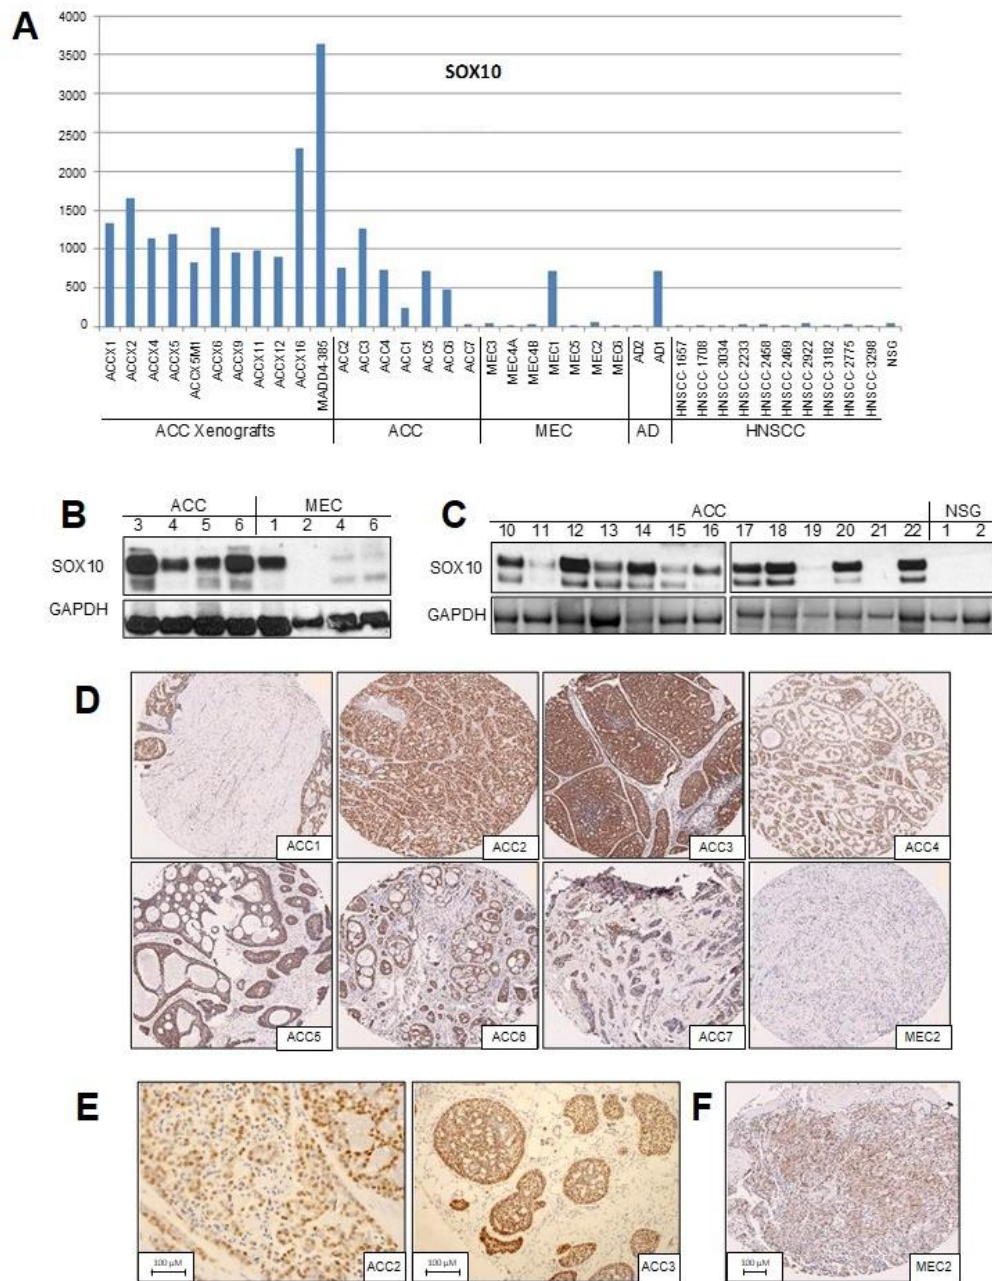 A
SOX10
4000
3500
3000
2500
2000
1500
1000
500
0
ACCX1
ACCX2
ACCX4
ACCX5
ACCX5M1
ACCX6
ACCX9
ACCX11
ACCX12
ACCX16
MADD4-385
ACC2
ACC3
ACC4
ACC1
ACC5
ACC6
ACC7
MEC3
MEC4A
MEC4B
MEC1
MEC5
MEC2
MEC6
AD2
AD1
HNSCC-1657
HNSCC-1708
HNSCC-3034
HNSCC-2233
HNSCC-2458
HNSCC-2469
HNSCC-2922
HNSCC-3182
HNSCC-2775
HNSCC-3298
NSG
ACC Xenografts ACC MEC AD HNSCC
B
ACC MEC
3 4 5 6 1 2 4 6
SOX10
GAPDH
C
ACC NSG
10 11 12 13 14 15 16 17 18 19 20 21 22 1 2
SOX10
GAPDH
D
ACC1 ACC2 ACC3 ACC4
ACC5 ACC6 ACC7 MEC2
E F
100 µM ACC2 100 µM ACC3 100 µM MEC2